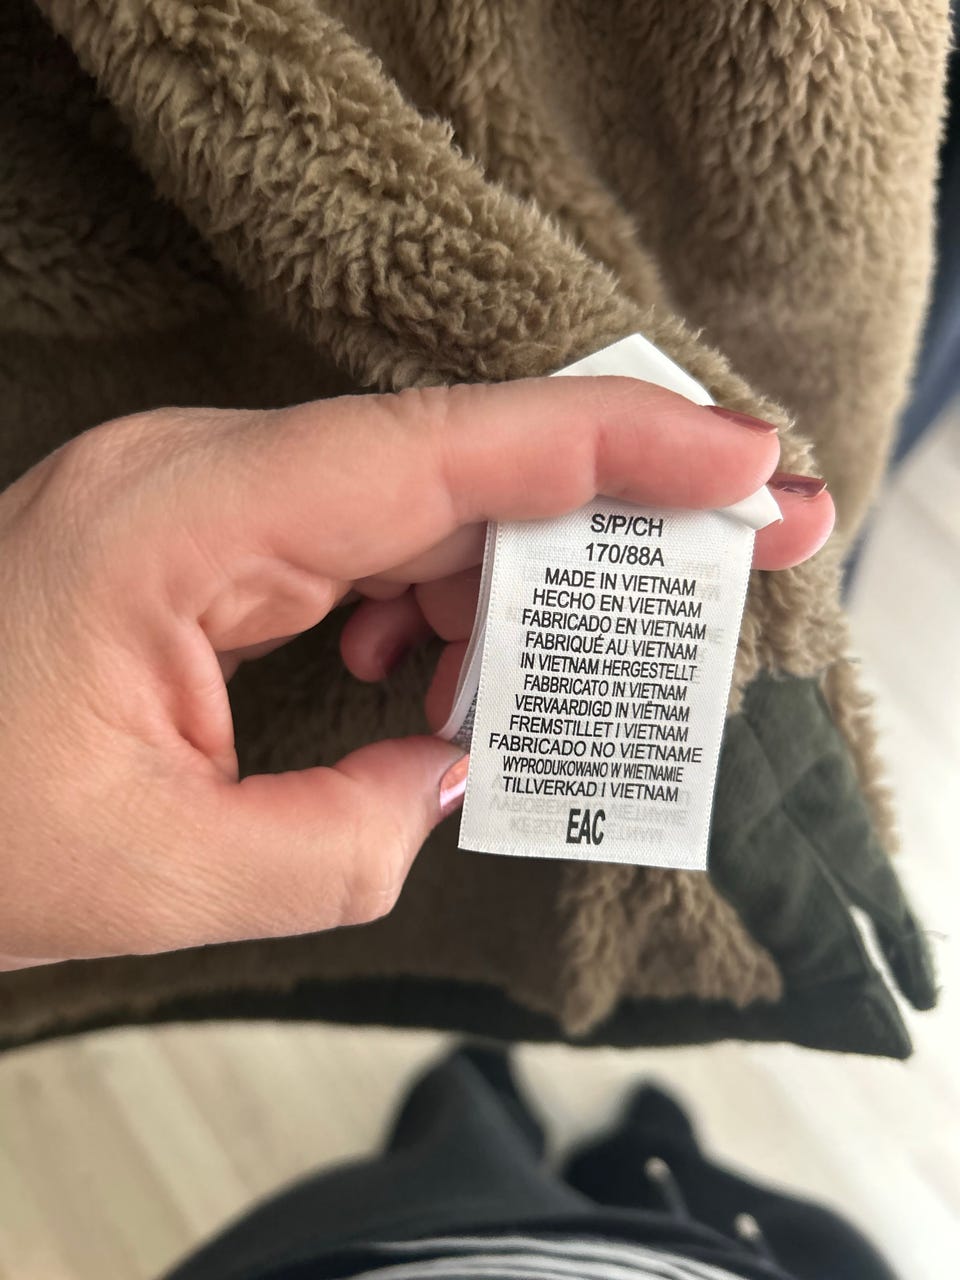 S/P/CH
170/88A
MADE IN VIETNAM
HECHO EN VIETNAM
FABRICADO EN VIETNAM
FABRIQUÉ AU VIETNAM
IN VIETNAM HERGESTELLT
FABBRICATO IN VIETNAM
VERVAARDIGD IN VIETNAM
FREMSTILLET I VIETNAM
FABRICADO NO VIETNAME
WYPRODUKOWANO W WIETNAMIE
TILLVERKAD I VIETNAM
EAC